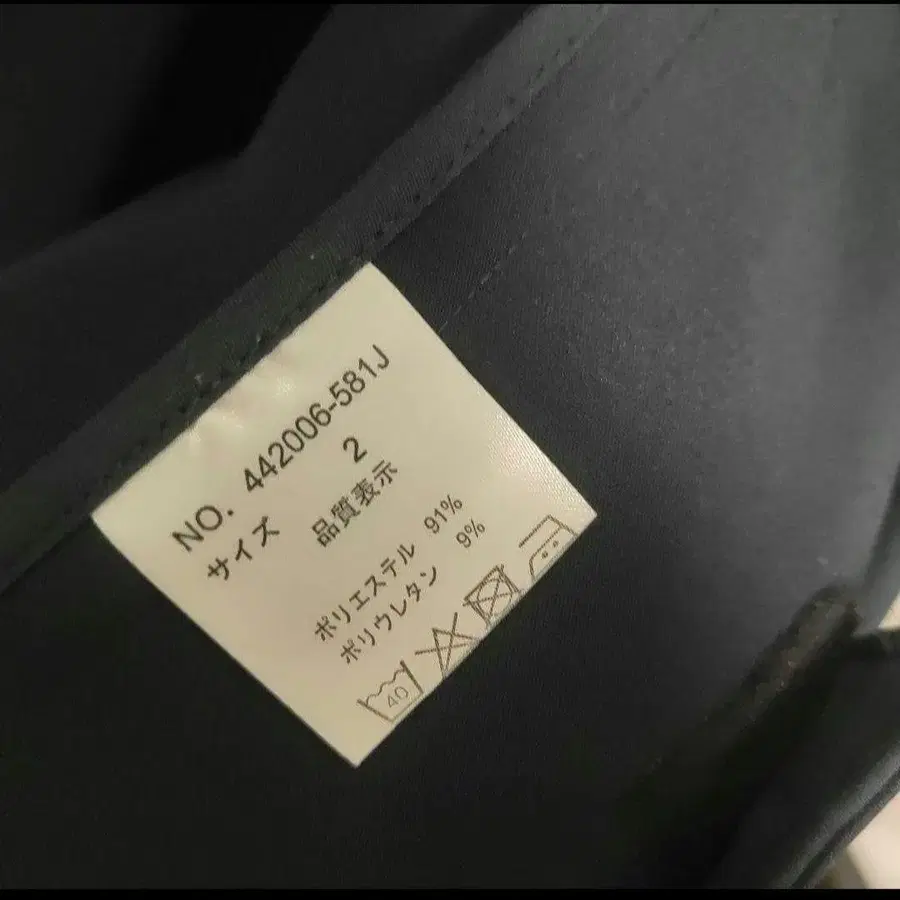 NO. 442006-581J
サイズ 2
品質表示
ポリエステル 91%
ポリウレタン 9%
40